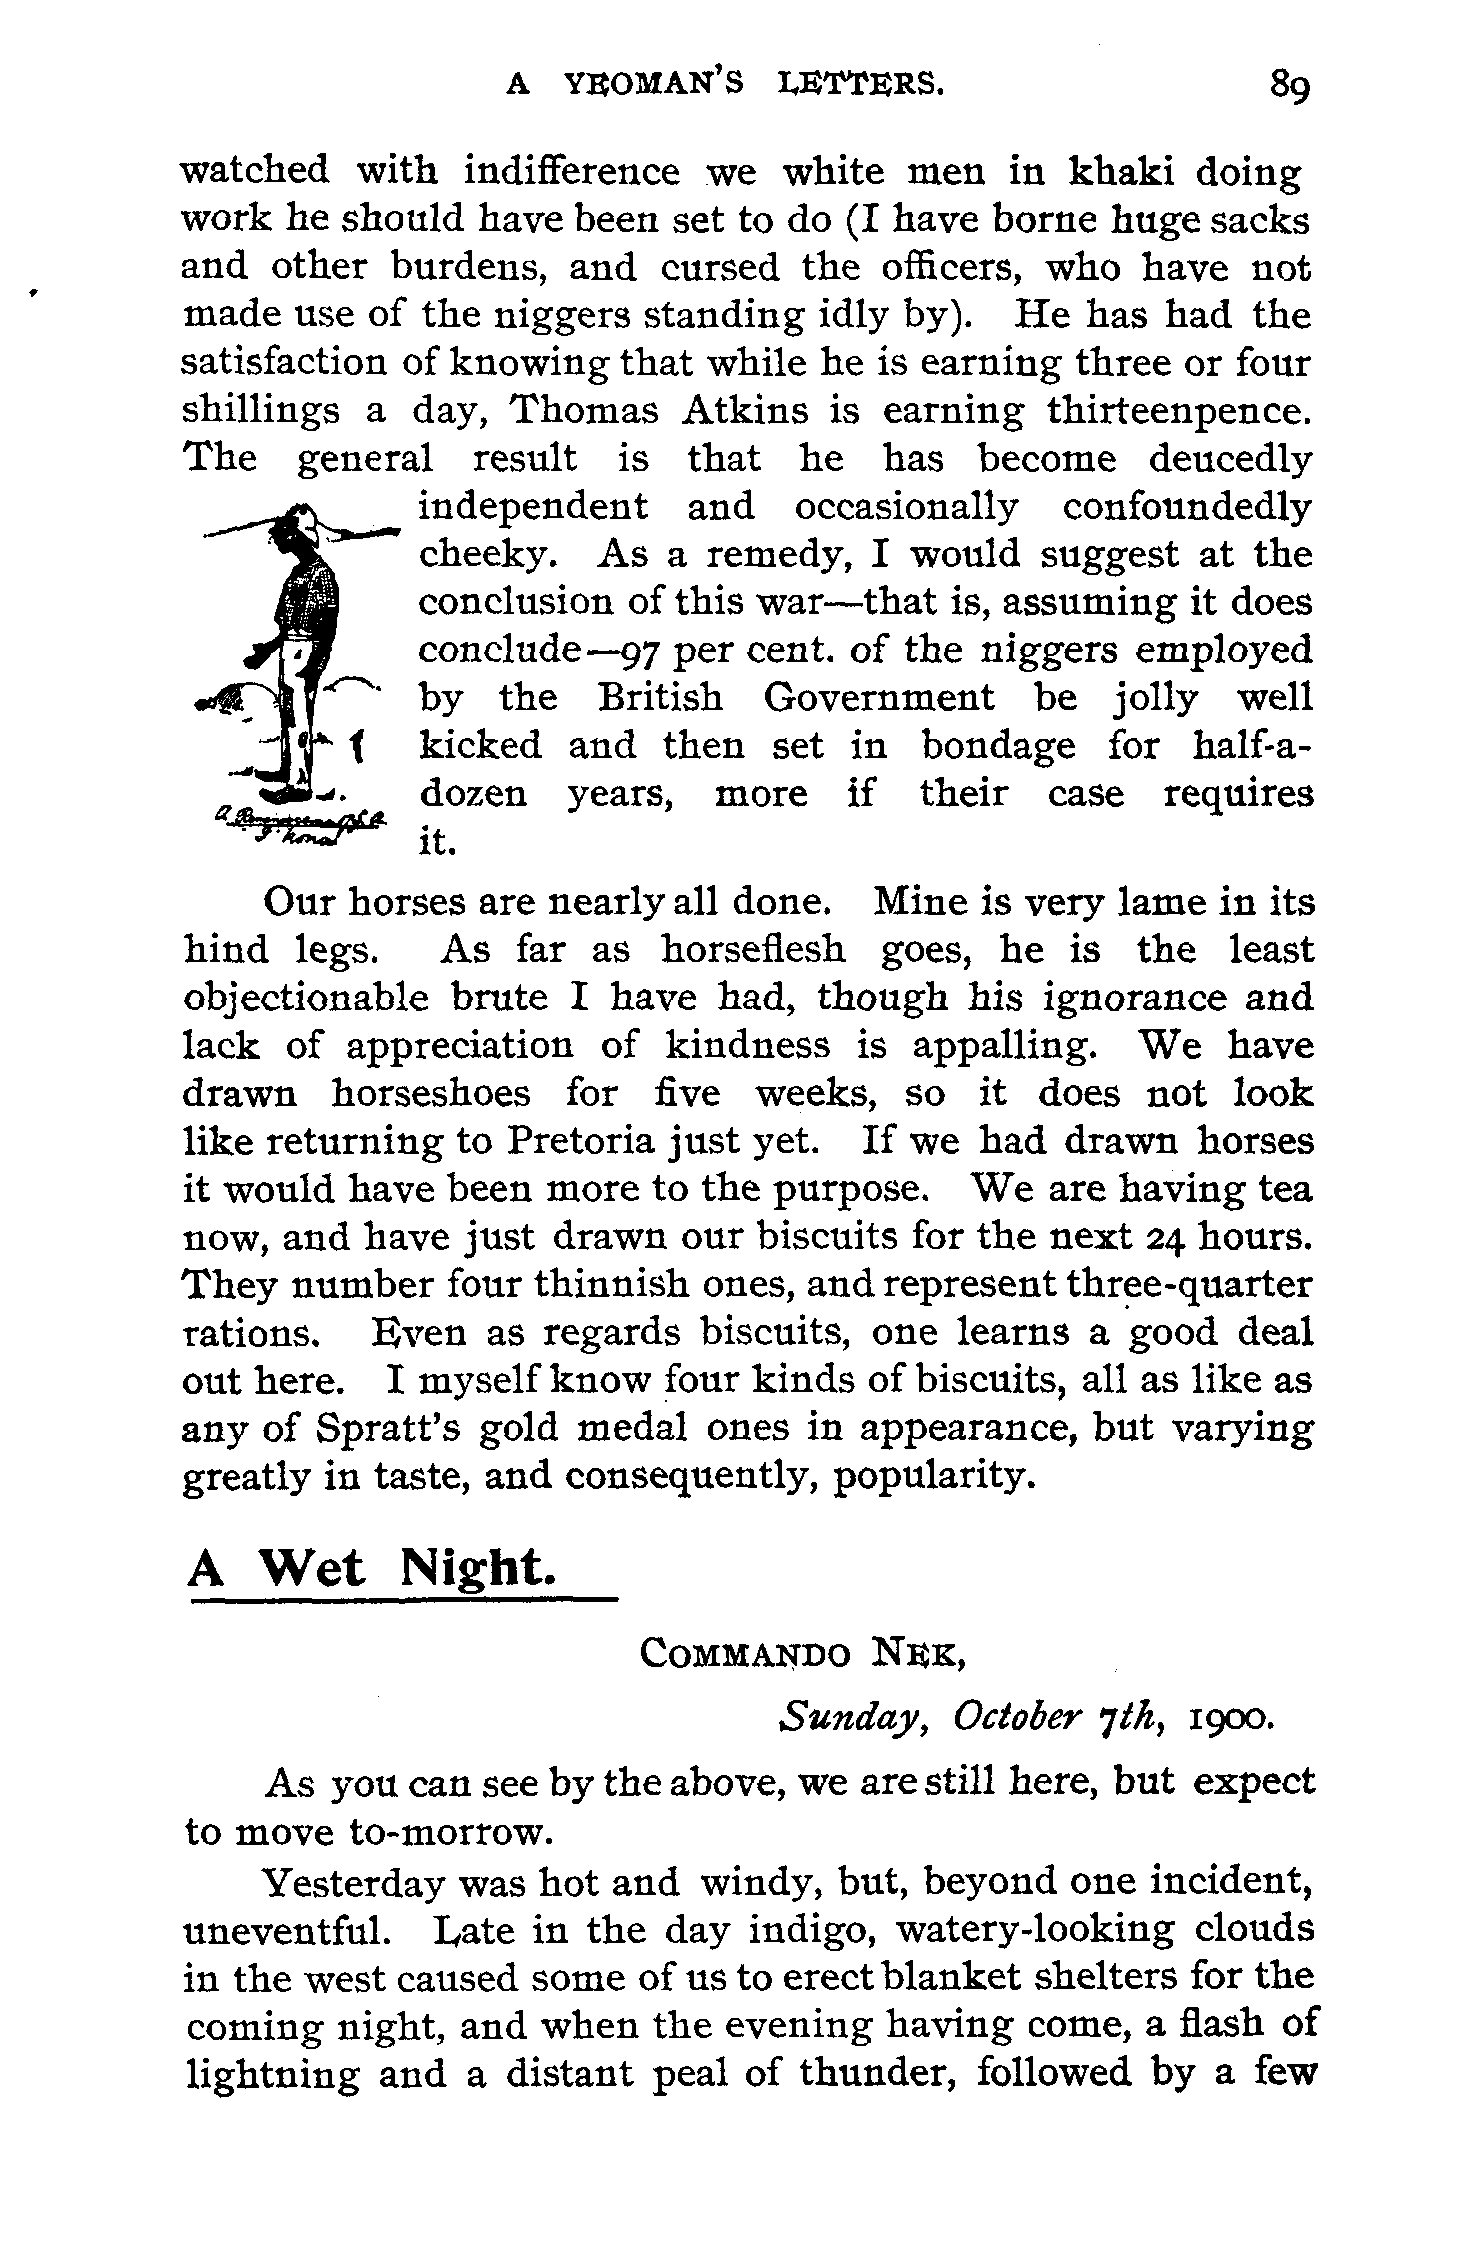 A YEOMAN'S LETTERS. 89
watched with indifference we white men in khaki doing
work he should have been set to do (I have borne huge sacks
and other burdens, and cursed the officers, who have not
made use of the niggers standing idly by). He has had the
satisfaction of knowing that while he is earning three or four
shillings a day, Thomas Atkins is earning thirteenpence.
The general result is that he has become deucedly
independent and occasionally confoundedly
cheeky. As a remedy, I would suggest at the
conclusion of this war—that is, assuming it does
conclude—97 per cent. of the niggers employed
by the British Government be jolly well
kicked and then set in bondage for half-a-
dozen years, more if their case requires
it.
Our horses are nearly all done. Mine is very lame in its
hind legs. As far as horseflesh goes, he is the least
objectionable brute I have had, though his ignorance and
lack of appreciation of kindness is appalling. We have
drawn horseshoes for five weeks, so it does not look
like returning to Pretoria just yet. If we had drawn horses
it would have been more to the purpose. We are having tea
now, and have just drawn our biscuits for the next 24 hours.
They number four thinnish ones, and represent three-quarter
rations. Even as regards biscuits, one learns a good deal
out here. I myself know four kinds of biscuits, all as like as
any of Spratt's gold medal ones in appearance, but varying
greatly in taste, and consequently, popularity.
A Wet Night.
COMMANDO NEK,
Sunday, October 7th, 1900.
As you can see by the above, we are still here, but expect
to move to-morrow.
Yesterday was hot and windy, but, beyond one incident,
uneventful. Late in the day indigo, watery-looking clouds
in the west caused some of us to erect blanket shelters for the
coming night, and when the evening having come, a flash of
lightning and a distant peal of thunder, followed by a few